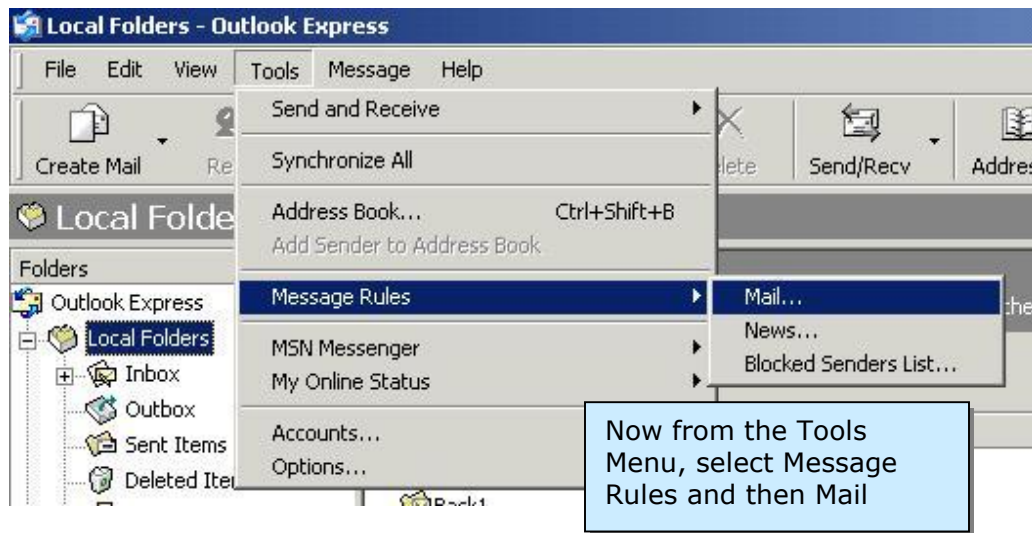 Local Folders - Outlook Express
File Edit View Tools Message Help
Create Mail Send/Recv
Local
Folders
Outlook Express
Local Folders
Inbox
Outbox
Sent Items
Deleted
Send and Receive
Synchronize All
Address Book... Ctrl+Shift+B
Add Sender to Address Book
Message Rules
MSN Messenger
My Online Status
Accounts...
Options...
Mail...
News...
Blocked Senders List...
Now from the Tools
Menu, select Message
Rules and then Mail